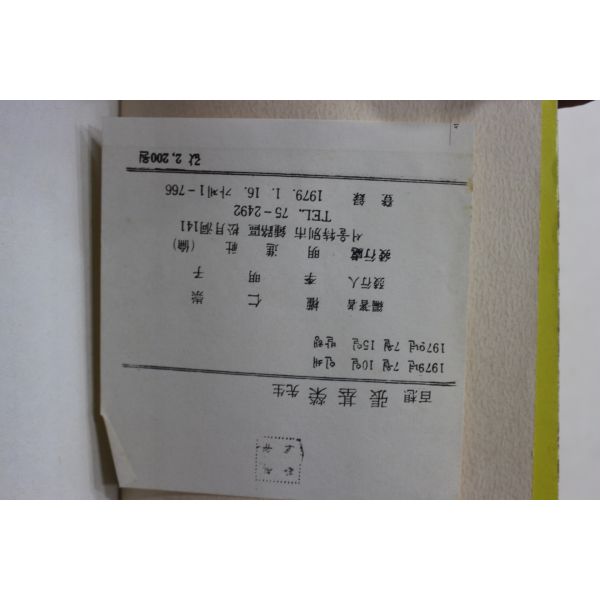 百想 張基榮 先生
1979년 7월 10일 인쇄
1979년 7월 15일 발행
編著者 權 仁 崇
發行人 李 明 子
發行處 明 進 社 (倫)
서울特別市 鍾路區 松月洞141
TEL. 75-2492
登錄 1979. 1. 16. 가제1-766
값 2,200원